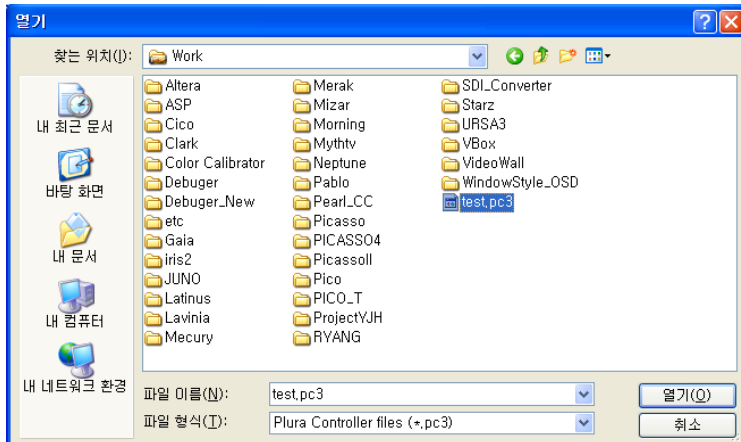 열기
찾는 위치(I):
Work
내 최근 문서
바탕 화면
내 문서
내 컴퓨터
내 네트워크 환경
Altera
ASP
Cico
Clark
Color Calibrator
Debuger
Debuger_New
etc
Gaia
iris2
JUNO
Latinus
Lavinia
Mecury
Merak
Mizar
Morning
Mythtv
Neptune
Pablo
Pearl_CC
Picasso
PICASSO4
PicassoII
Pico
PICO_T
ProjectYJH
RYANG
SDI_Converter
Starz
URSA3
VBox
VideoWall
WindowStyle_OSD
test.pc3
파일 이름(N):
test.pc3
열기(O)
파일 형식(T):
Plura Controller files (*.pc3)
취소